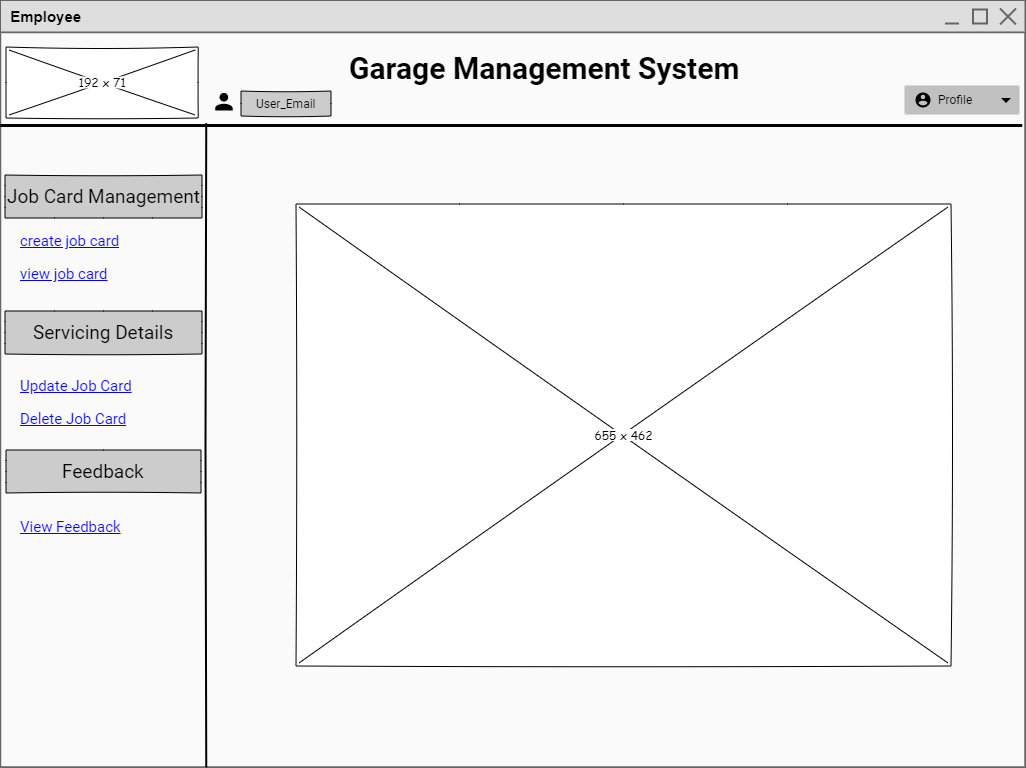 Employee
192 x 71
Garage Management System
User_Email
Profile
Job Card Management
create job card
view job card
Servicing Details
Update Job Card
Delete Job Card
Feedback
View Feedback
655 x 462